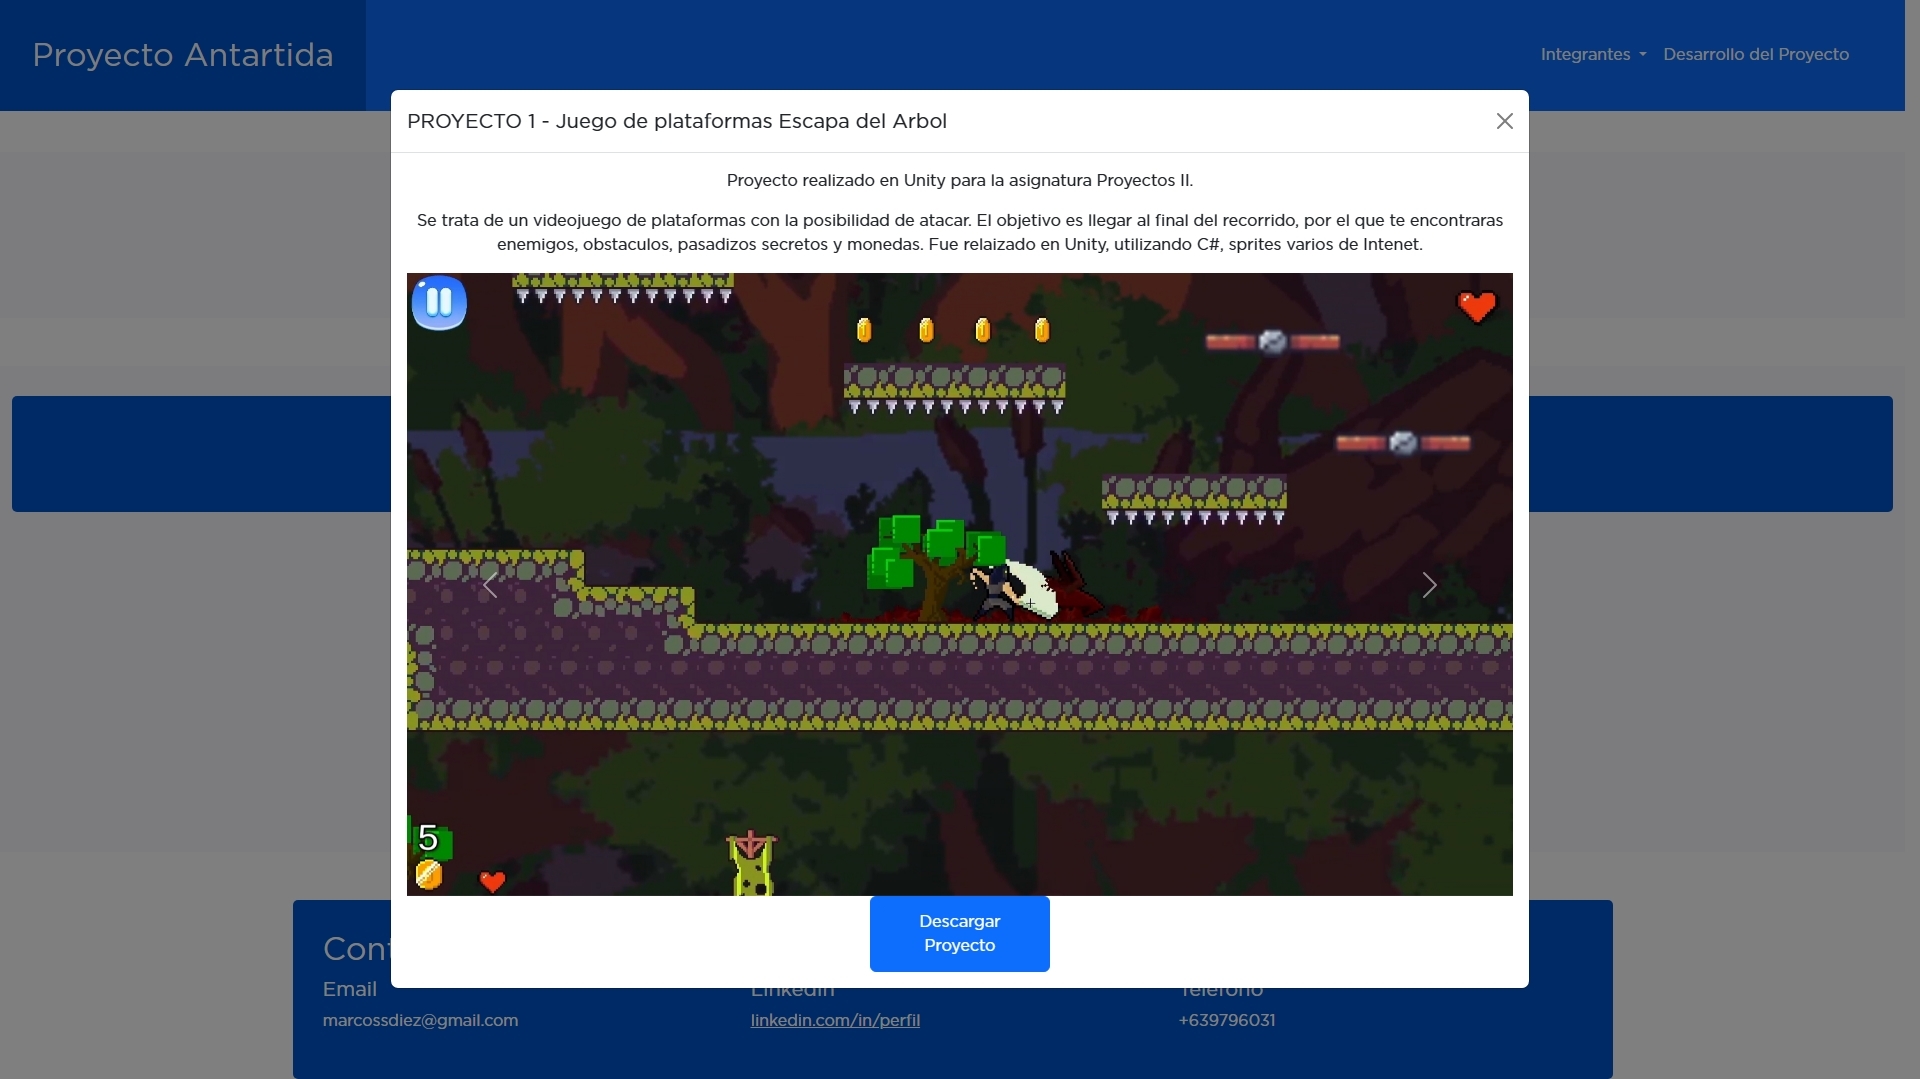 Proyecto Antartida
Integrantes
Desarrollo del Proyecto
PROYECTO 1 - Juego de plataformas Escapa del Arbol
Proyecto realizado en Unity para la asignatura Proyectos II.
Se trata de un videojuego de plataformas con la posibilidad de atacar. El objetivo es llegar al final del recorrido, por el que te encontraras
enemigos, obstaculos, pasadizos secretos y monedas. Fue relaizado en Unity, utilizando C#, sprites varios de Intenet.
5
Descargar
Proyecto
Email
Linkedin
marcossdiez@gmail.com
linkedin.com/in/perfil
+639796031